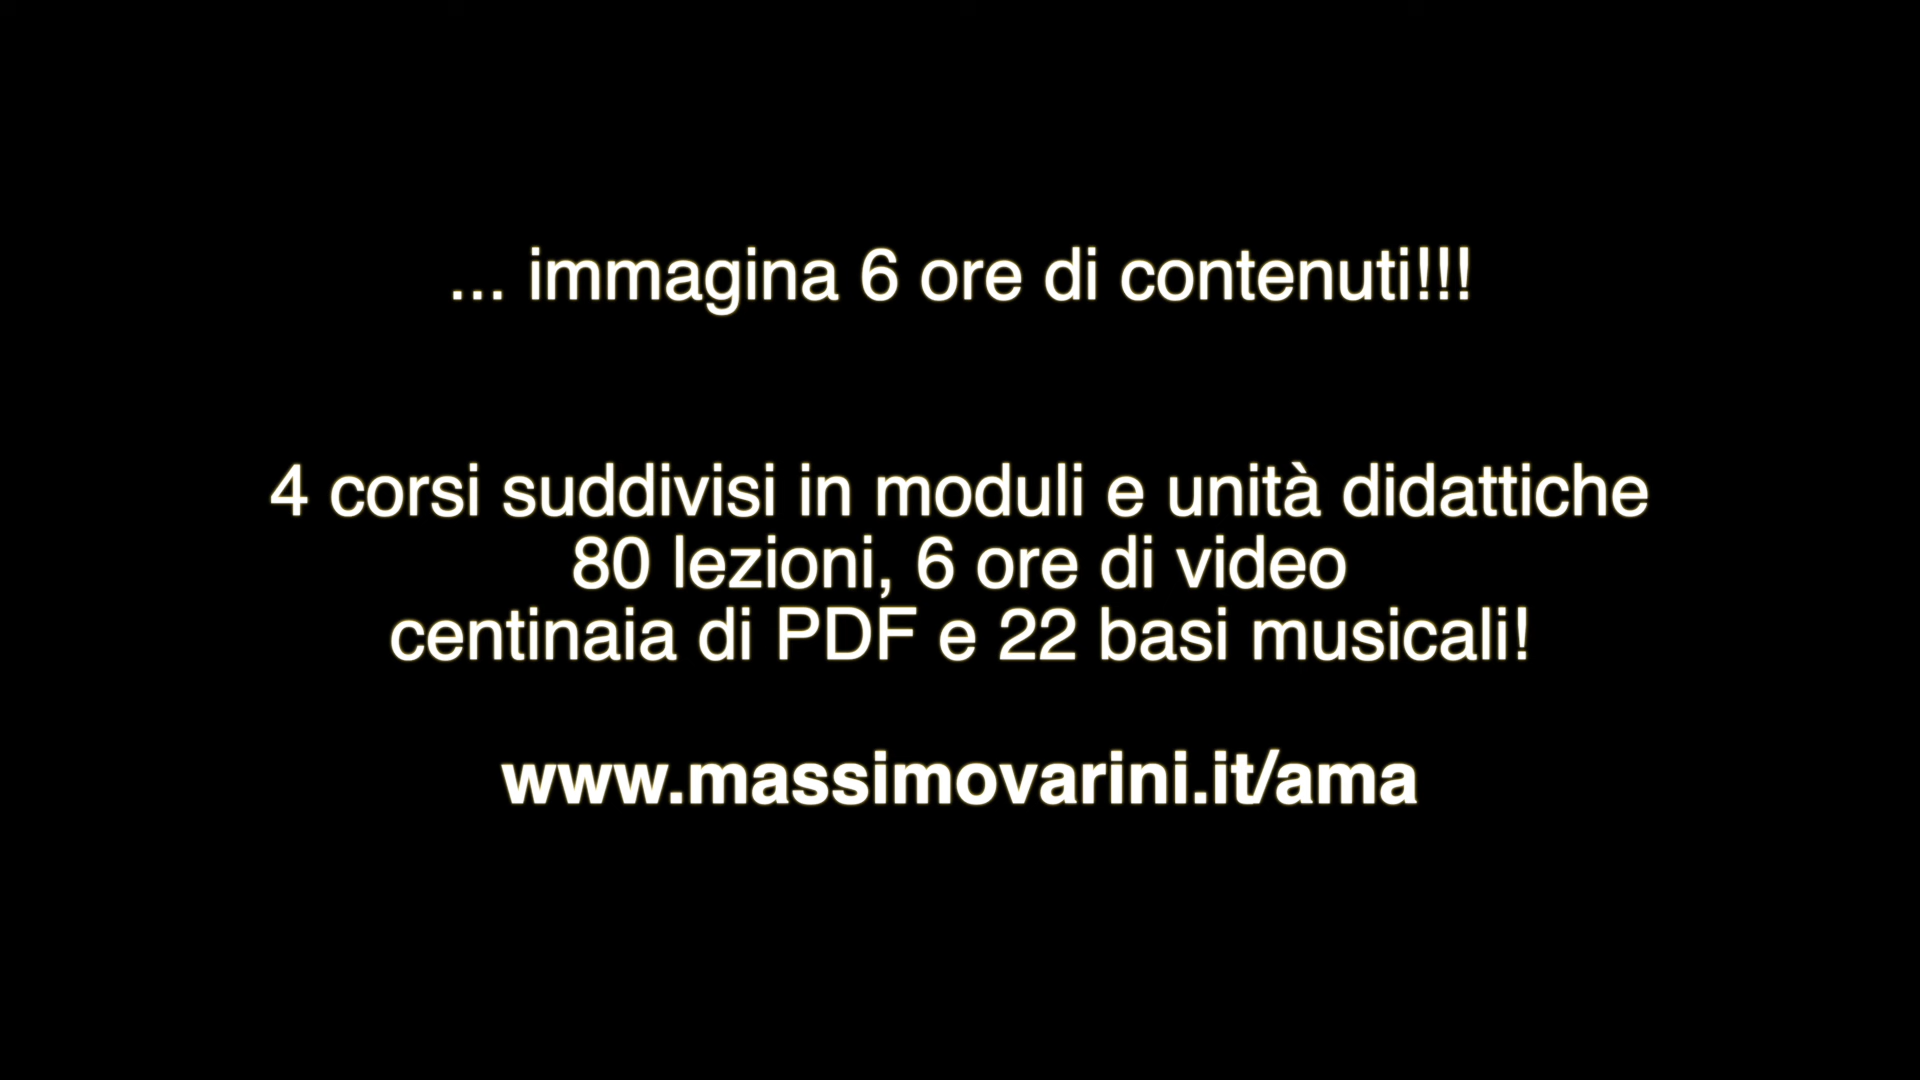 ... immagina 6 ore di contenuti!!!
4 corsi suddivisi in moduli e unità didattiche
80 lezioni, 6 ore di video
centinaia di PDF e 22 basi musicali!
www.massimovarini.it/ama